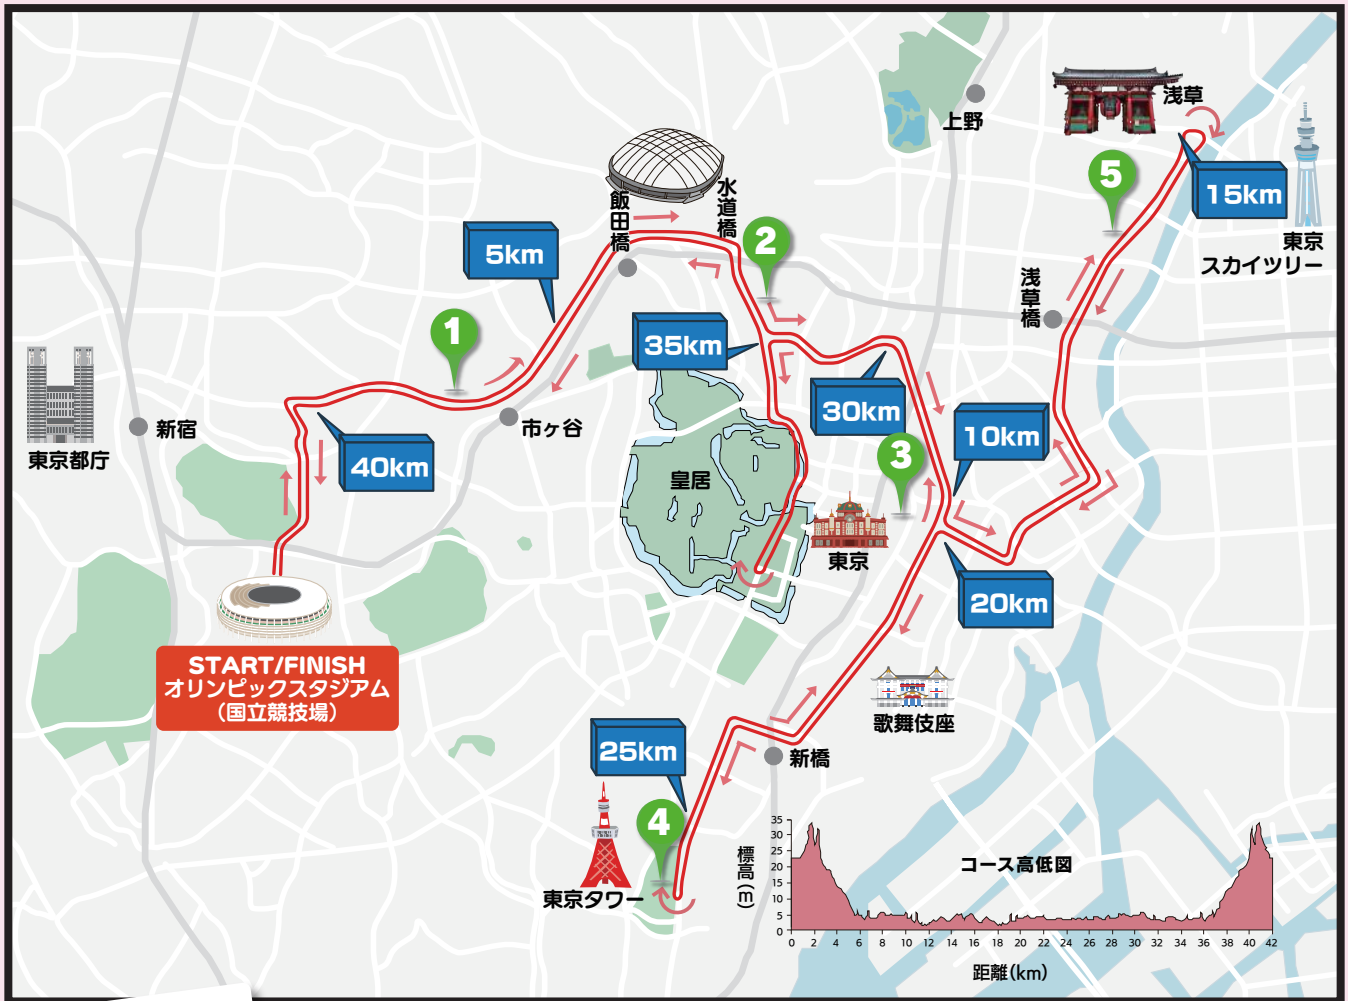 上野
浅草
15km
5
東京
スカイツリー
水道橋
飯田橋
2
5km
浅草橋
1
35km
30km
10km
3
東京都庁
新宿
市ヶ谷
40km
皇居
東京
20km
START/FINISH
オリンピックスタジアム
（国立競技場）
歌舞伎座
新橋
25km
4
東京タワー
コース高低図
標高（m）
35
30
25
20
15
10
5
0
0 2 4 6 8 10 12 14 16 18 20 22 24 26 28 30 32 34 36 38 40 42
距離（km）